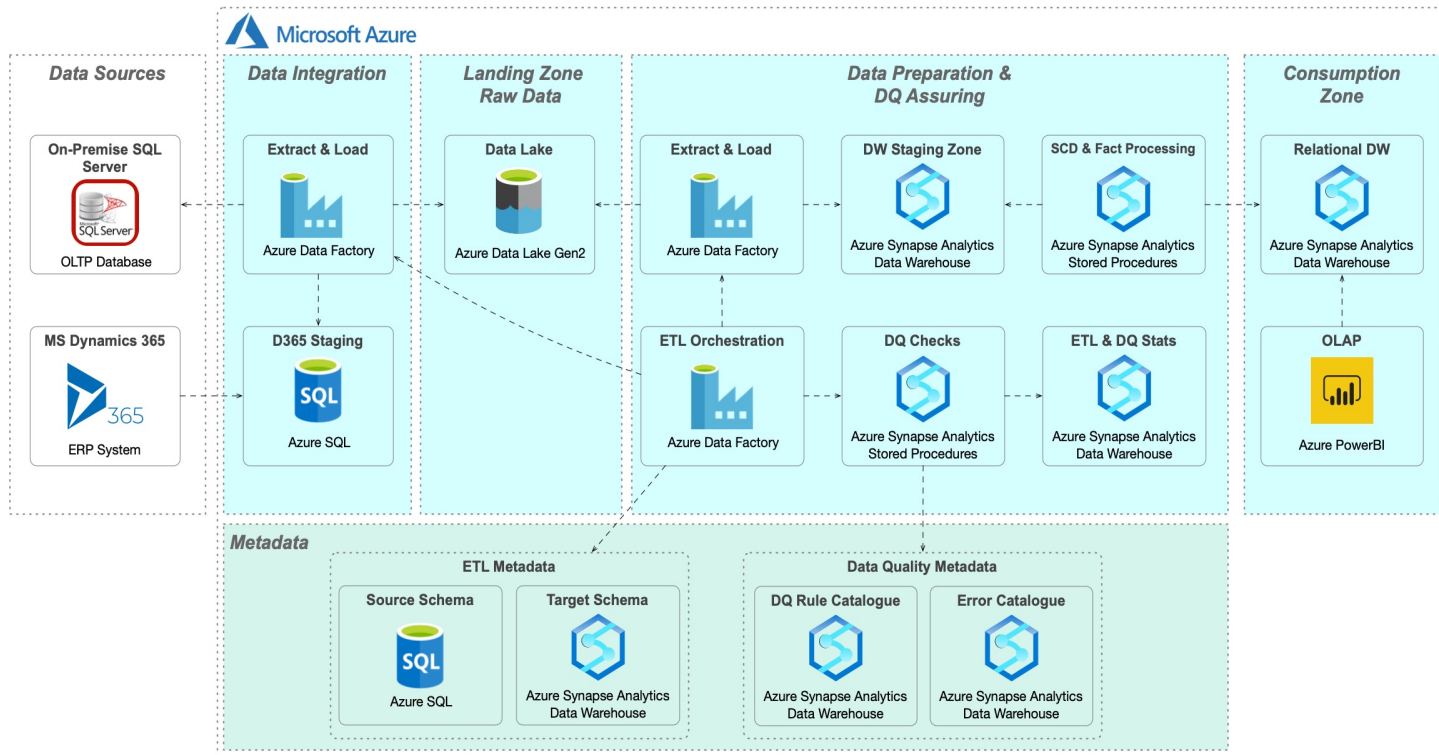 Microsoft Azure
Data Sources
Data Integration
Landing Zone
Raw Data
Data Preparation &
DQ Assuring
Consumption
Zone
On-Premise SQL
Server
Microsoft
SQL Server
OLTP Database
Extract & Load
Azure Data Factory
Data Lake
Azure Data Lake Gen2
Extract & Load
Azure Data Factory
DW Staging Zone
Azure Synapse Analytics
Data Warehouse
SCD & Fact Processing
Azure Synapse Analytics
Stored Procedures
Relational DW
Azure Synapse Analytics
Data Warehouse
MS Dynamics 365
365
ERP System
D365 Staging
SQL
Azure SQL
ETL Orchestration
Azure Data Factory
DQ Checks
Azure Synapse Analytics
Stored Procedures
ETL & DQ Stats
Azure Synapse Analytics
Data Warehouse
OLAP
Azure PowerBI
Metadata
ETL Metadata
Source Schema
SQL
Azure SQL
Target Schema
Azure Synapse Analytics
Data Warehouse
Data Quality Metadata
DQ Rule Catalogue
Azure Synapse Analytics
Data Warehouse
Error Catalogue
Azure Synapse Analytics
Data Warehouse